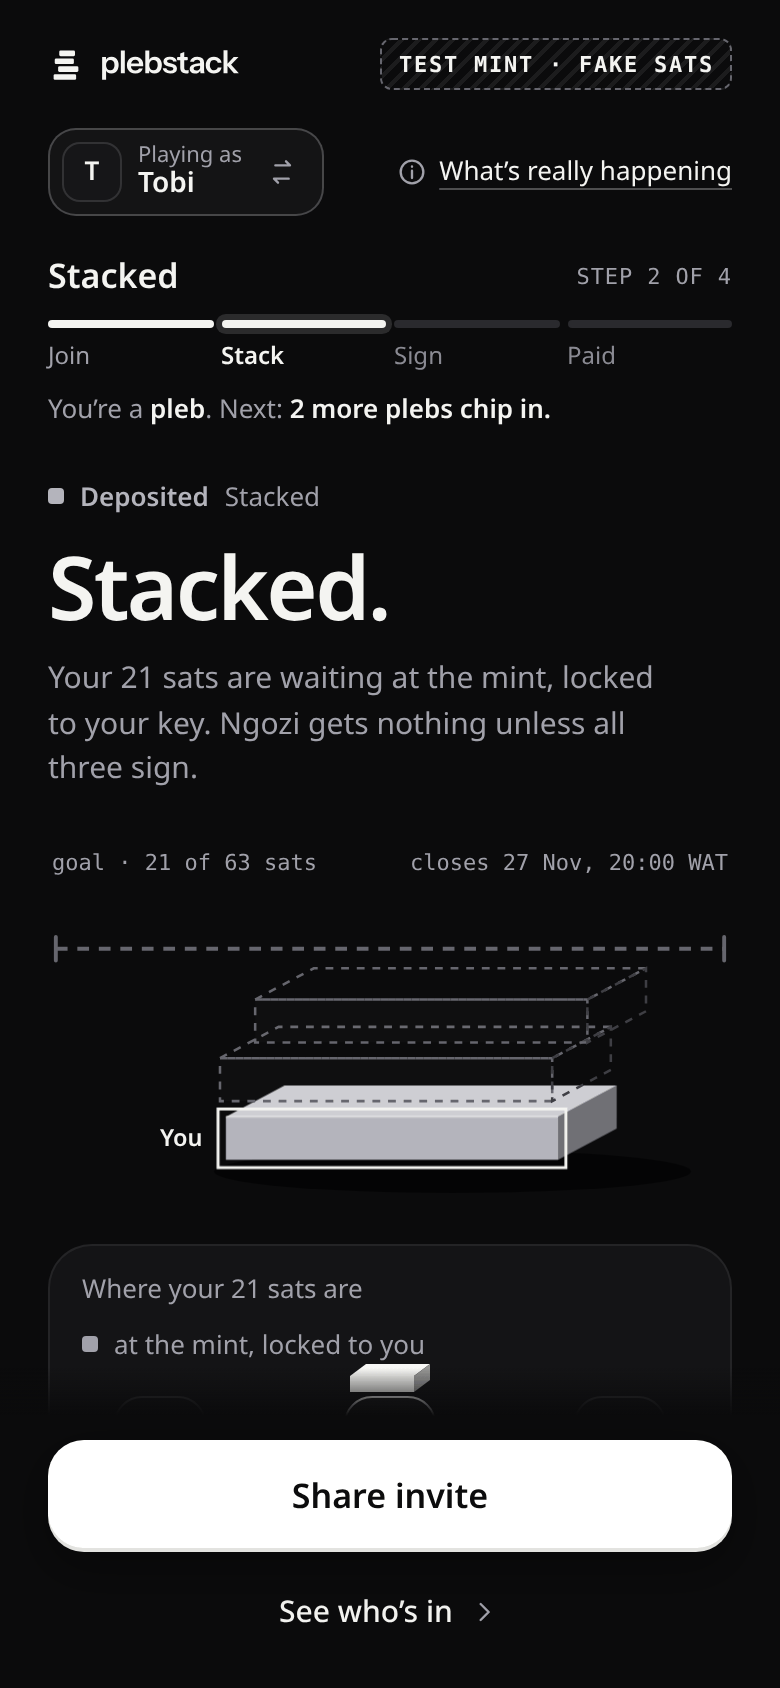 plebstack
TEST MINT · FAKE SATS
T
Playing as
Tobi
What’s really happening
Stacked
STEP 2 OF 4
Join
Stack
Sign
Paid
You’re a pleb. Next: 2 more plebs chip in.
Deposited Stacked
Stacked.
Your 21 sats are waiting at the mint, locked
to your key. Ngozi gets nothing unless all
three sign.
goal · 21 of 63 sats
closes 27 Nov, 20:00 WAT
You
Where your 21 sats are
at the mint, locked to you
Share invite
See who’s in